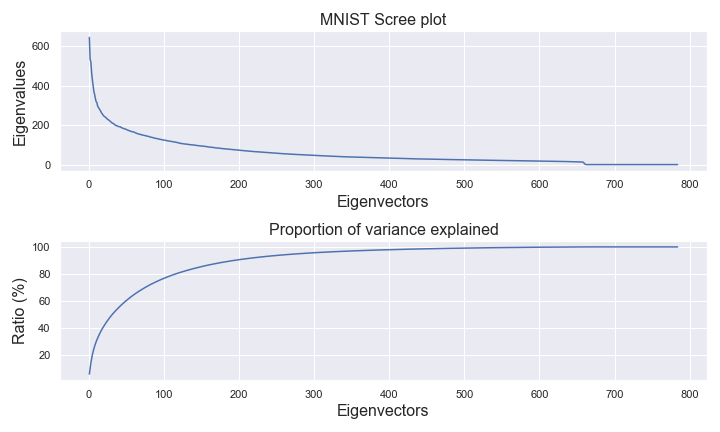 MNIST Scree plot
Eigenvalues
600
400
200
0
0 100 200 300 400 500 600 700 800
Eigenvectors
Proportion of variance explained
Ratio (%)
100
80
60
40
20
0 100 200 300 400 500 600 700 800
Eigenvectors